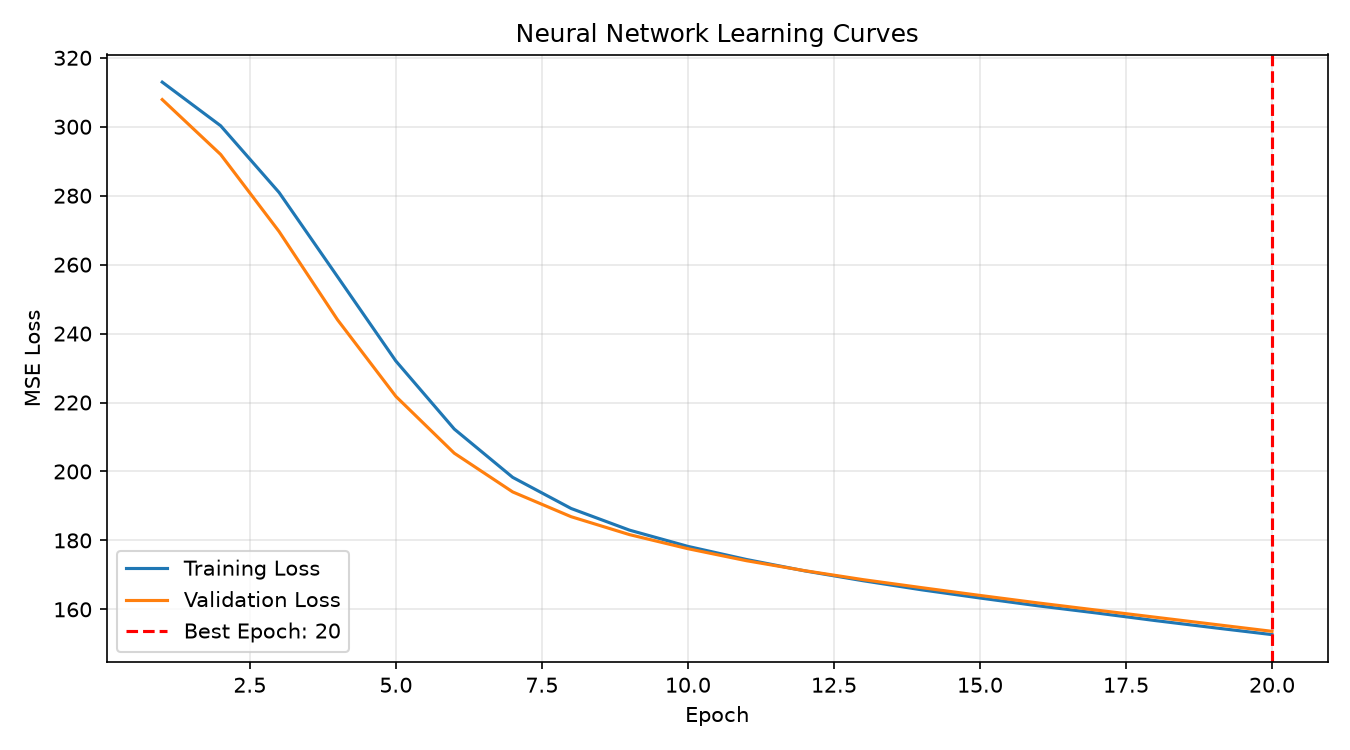 Neural Network Learning Curves
MSE Loss
320
300
280
260
240
220
200
180
160
Training Loss
Validation Loss
Best Epoch: 20
2.5 5.0 7.5 10.0 12.5 15.0 17.5 20.0
Epoch